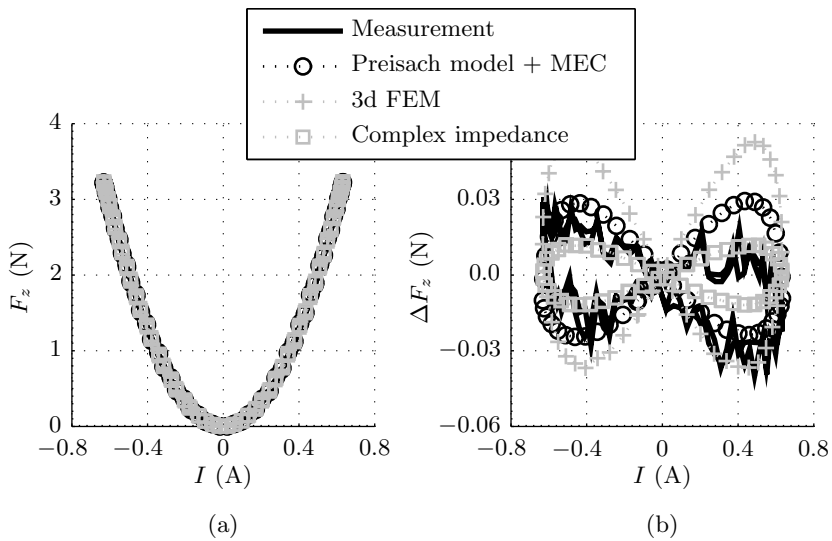 Measurement
Preisach model + MEC
3d FEM
Complex impedance
4
3
2
1
0
F_z (N)
−0.8 −0.4 0 0.4 0.8
I (A)
(a)
0.03
0.0
−0.03
−0.06
ΔF_z (N)
−0.8 −0.4 0 0.4 0.8
I (A)
(b)